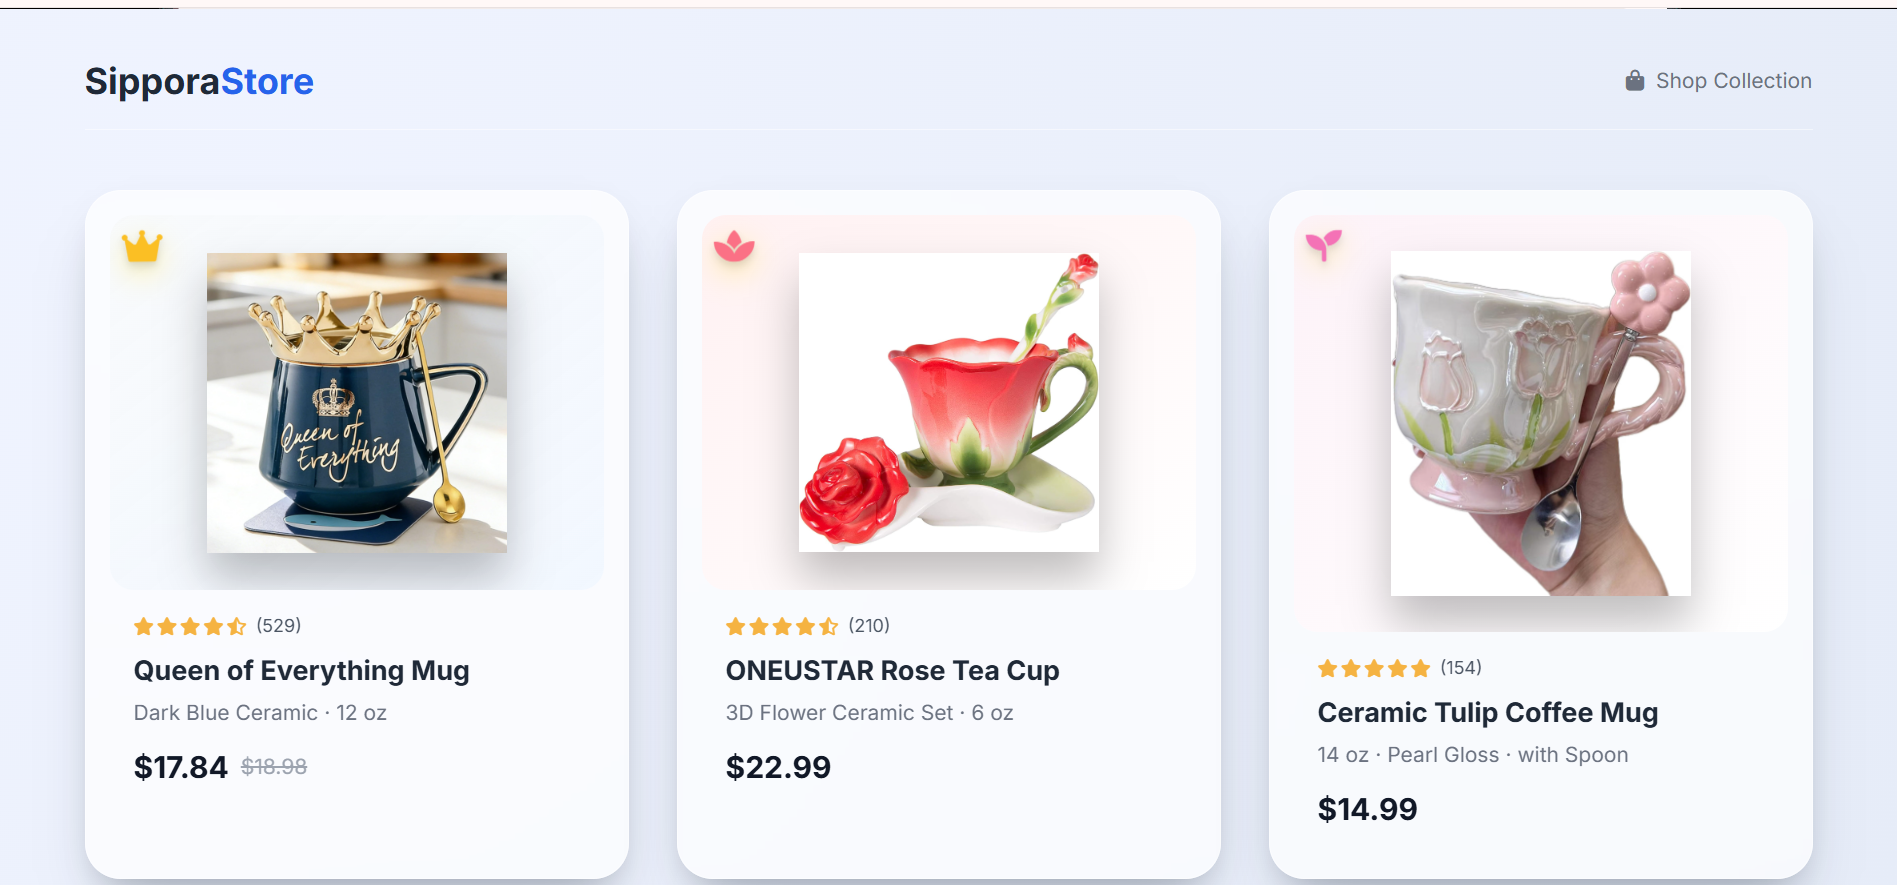 SipporaStore
Shop Collection
Queen of
Everything
(529)
Queen of Everything Mug
Dark Blue Ceramic · 12 oz
$17.84 $18.98
(210)
ONEUSTAR Rose Tea Cup
3D Flower Ceramic Set · 6 oz
$22.99
(154)
Ceramic Tulip Coffee Mug
14 oz · Pearl Gloss · with Spoon
$14.99